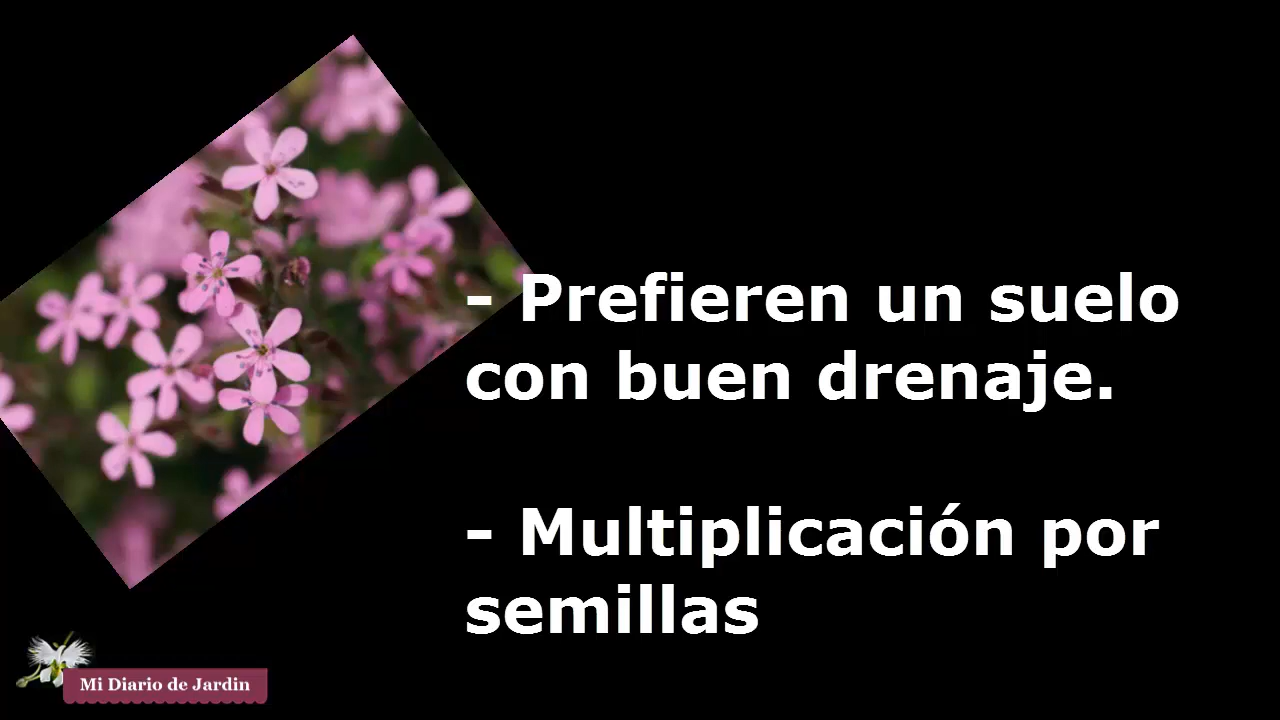 - Prefieren un suelo
con buen drenaje.
- Multiplicación por
semillas
Mi Diario de Jardin